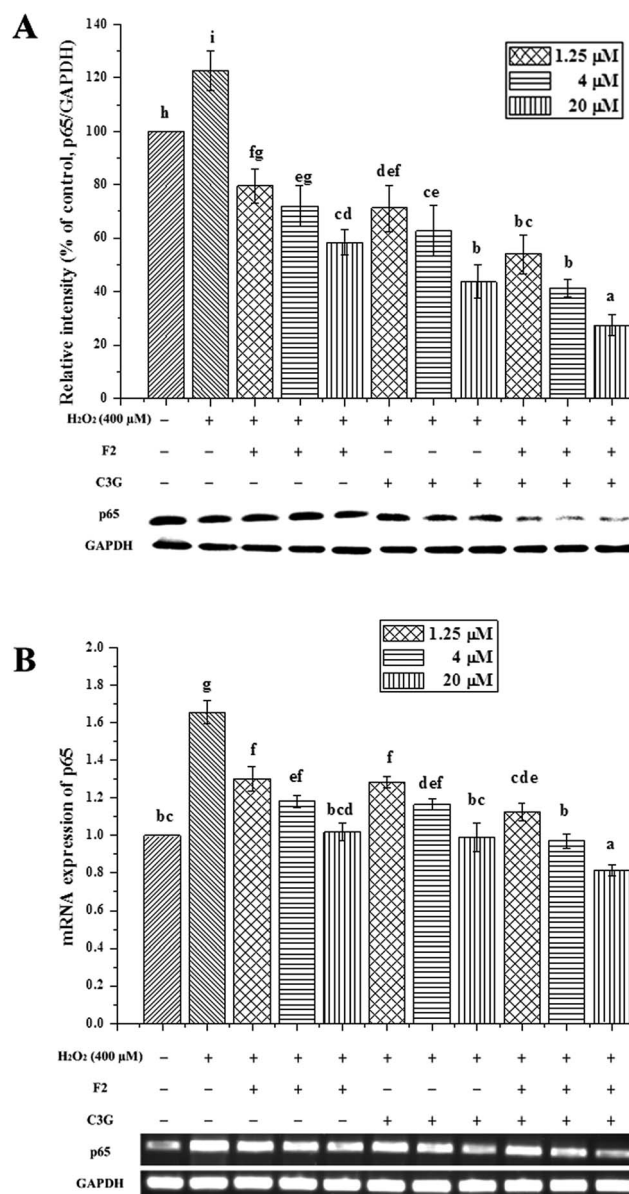 A
Relative intensity (% of control, p65/GAPDH)
140
120
100
80
60
40
20
0
1.25 μM
4 μM
20 μM
h
i
fg
eg
cd
def
ce
b
bc
b
a
H₂O₂ (400 μM) − + + + + + + + + + +
F2 − − + + + − − − + + +
C3G − − − − − + + + + + +
p65
GAPDH
B
mRNA expression of p65
2.0
1.8
1.6
1.4
1.2
1.0
0.8
0.6
0.4
0.2
0.0
1.25 μM
4 μM
20 μM
bc
g
f
ef
bcd
f
def
bc
cde
b
a
H₂O₂ (400 μM) − + + + + + + + + + +
F2 − − + + + − − − + + +
C3G − − − − − + + + + + +
p65
GAPDH